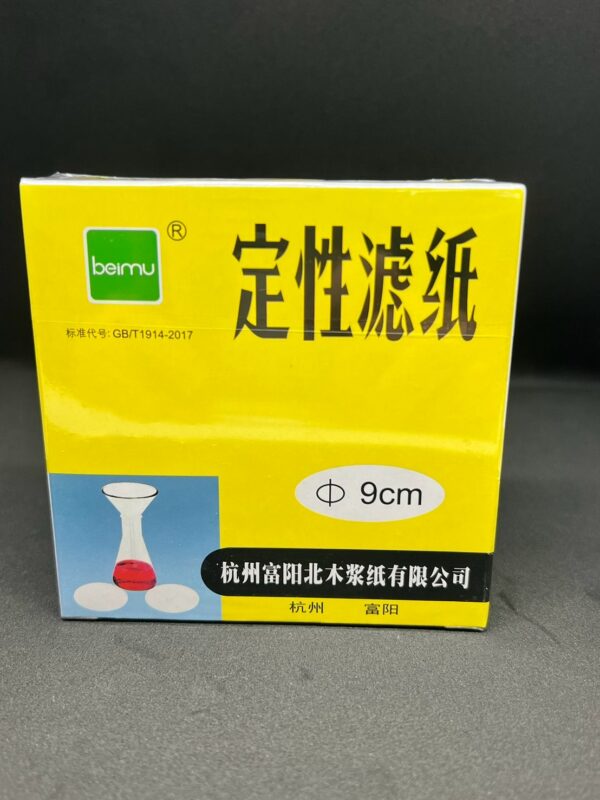 beimu
®
定性滤纸
标准代号: GB/T1914-2017
Φ 9cm
杭州富阳北木浆纸有限公司
杭州 富阳